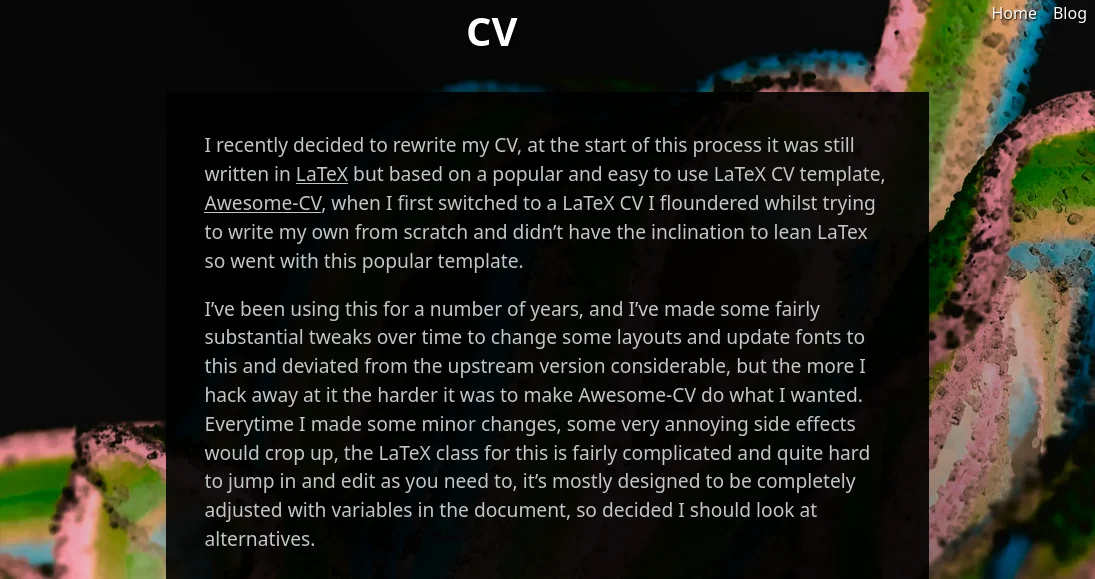 Home Blog
CV
I recently decided to rewrite my CV, at the start of this process it was still
written in LaTeX but based on a popular and easy to use LaTeX CV template,
Awesome-CV, when I first switched to a LaTeX CV I floundered whilst trying
to write my own from scratch and didn’t have the inclination to lean LaTex
so went with this popular template.
I’ve been using this for a number of years, and I’ve made some fairly
substantial tweaks over time to change some layouts and update fonts to
this and deviated from the upstream version considerable, but the more I
hack away at it the harder it was to make Awesome-CV do what I wanted.
Everytime I made some minor changes, some very annoying side effects
would crop up, the LaTeX class for this is fairly complicated and quite hard
to jump in and edit as you need to, it’s mostly designed to be completely
adjusted with variables in the document, so decided I should look at
alternatives.